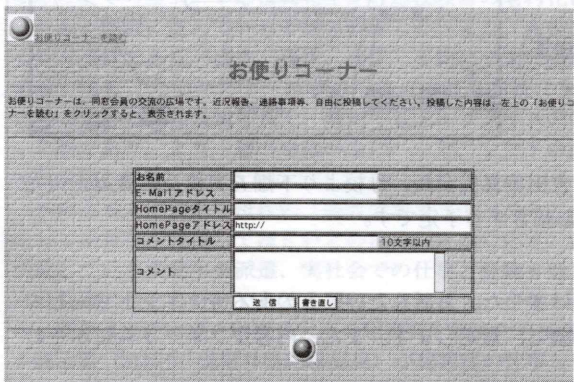 お便りコーナーを読む
お便りコーナー
お便りコーナーは、同窓会員の交流の広場です。近況報告、連絡事項等、自由に投稿してください。投稿した内容は、左上の「お便りコ
ナーを読む」をクリックすると、表示されます。
お名前
E-Mailアドレス
HomePageタイトル
HomePageアドレス http://
コメントタイトル 10文字以内
コメント
送 信 書き直し